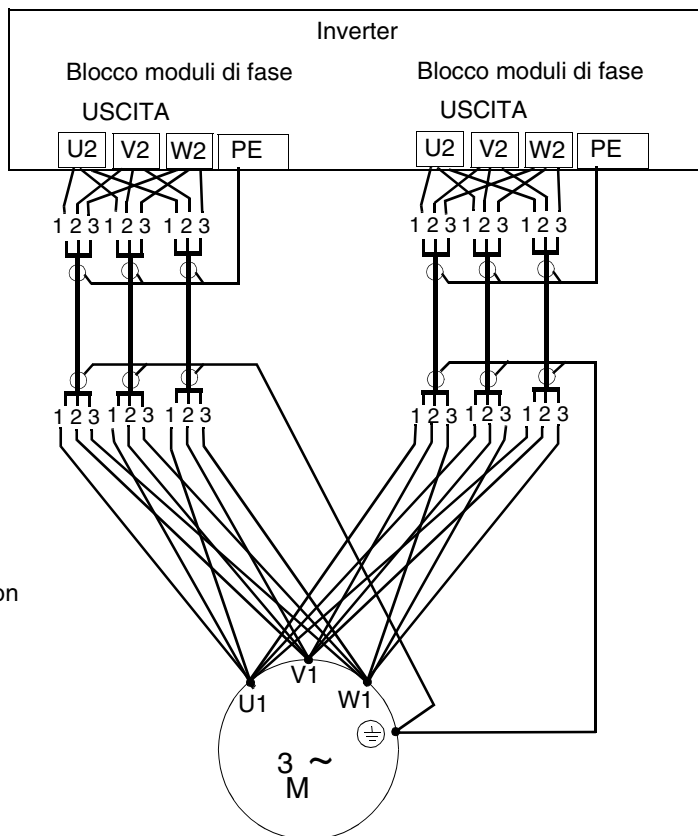 Inverter
Blocco moduli di fase Blocco moduli di fase
USCITA USCITA
U2 V2 W2 PE U2 V2 W2 PE
1 2 3 1 2 3 1 2 3 1 2 3 1 2 3 1 2 3
1 2 3 1 2 3 1 2 3 1 2 3 1 2 3 1 2 3
on
V1
U1 W1
3 ~
M